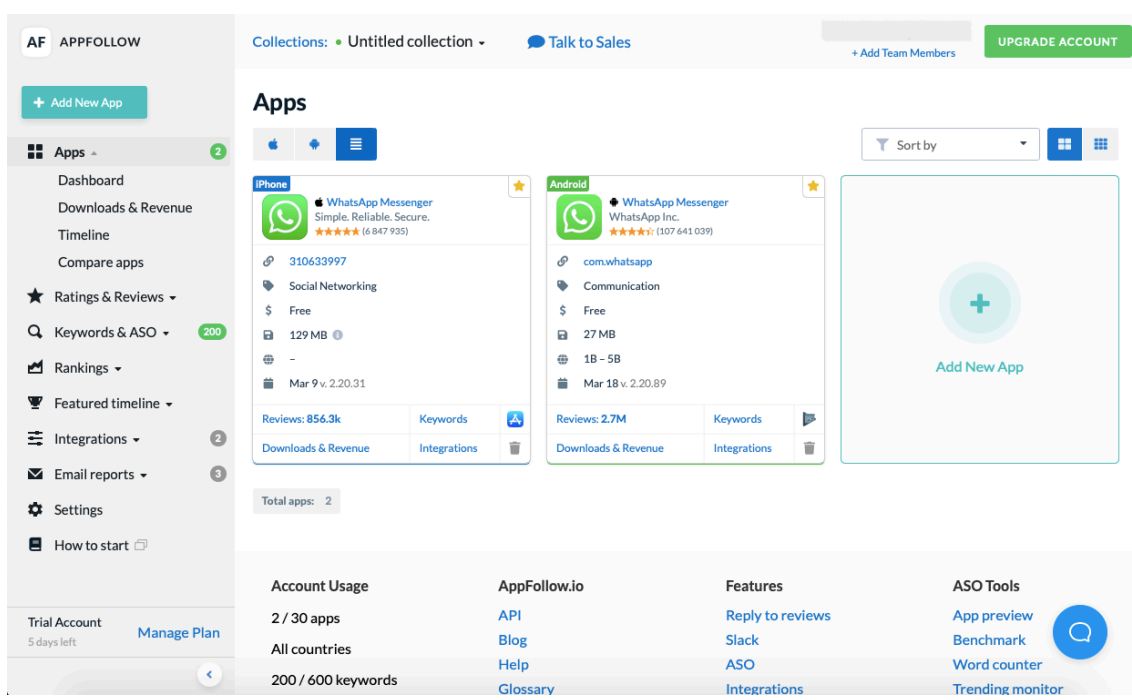 AF APPFOLLOW
Collections: • Untitled collection
Talk to Sales
+ Add Team Members
UPGRADE ACCOUNT
+ Add New App
Apps 2
Dashboard
Downloads & Revenue
Timeline
Compare apps
Ratings & Reviews
Keywords & ASO 200
Rankings
Featured timeline
Integrations 2
Email reports 3
Settings
How to start
Trial Account
5 days left
Manage Plan
Apps
Sort by
iPhone
WhatsApp Messenger
Simple. Reliable. Secure.
(6 847 935)
310633997
Social Networking
$ Free
129 MB
–
Mar 9 v. 2.20.31
Reviews: 856.3k Keywords
Downloads & Revenue Integrations
Android
WhatsApp Messenger
WhatsApp Inc.
(107 641 039)
com.whatsapp
Communication
$ Free
27 MB
1B – 5B
Mar 18 v. 2.20.89
Reviews: 2.7M Keywords
Downloads & Revenue Integrations
+
Add New App
Total apps: 2
Account Usage
2 / 30 apps
All countries
200 / 600 keywords
AppFollow.io
API
Blog
Help
Glossary
Features
Reply to reviews
Slack
ASO
Integrations
ASO Tools
App preview
Benchmark
Word counter
Trending monitor